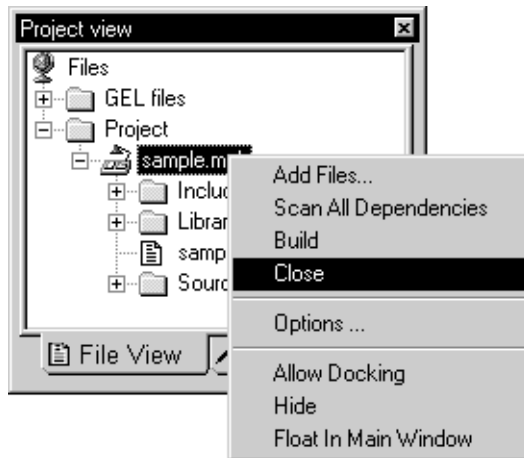 Project view
Files
GEL files
Project
sample.m
Includ
Librar
samp
Sourc
File View
Add Files...
Scan All Dependencies
Build
Close
Options ...
Allow Docking
Hide
Float In Main Window